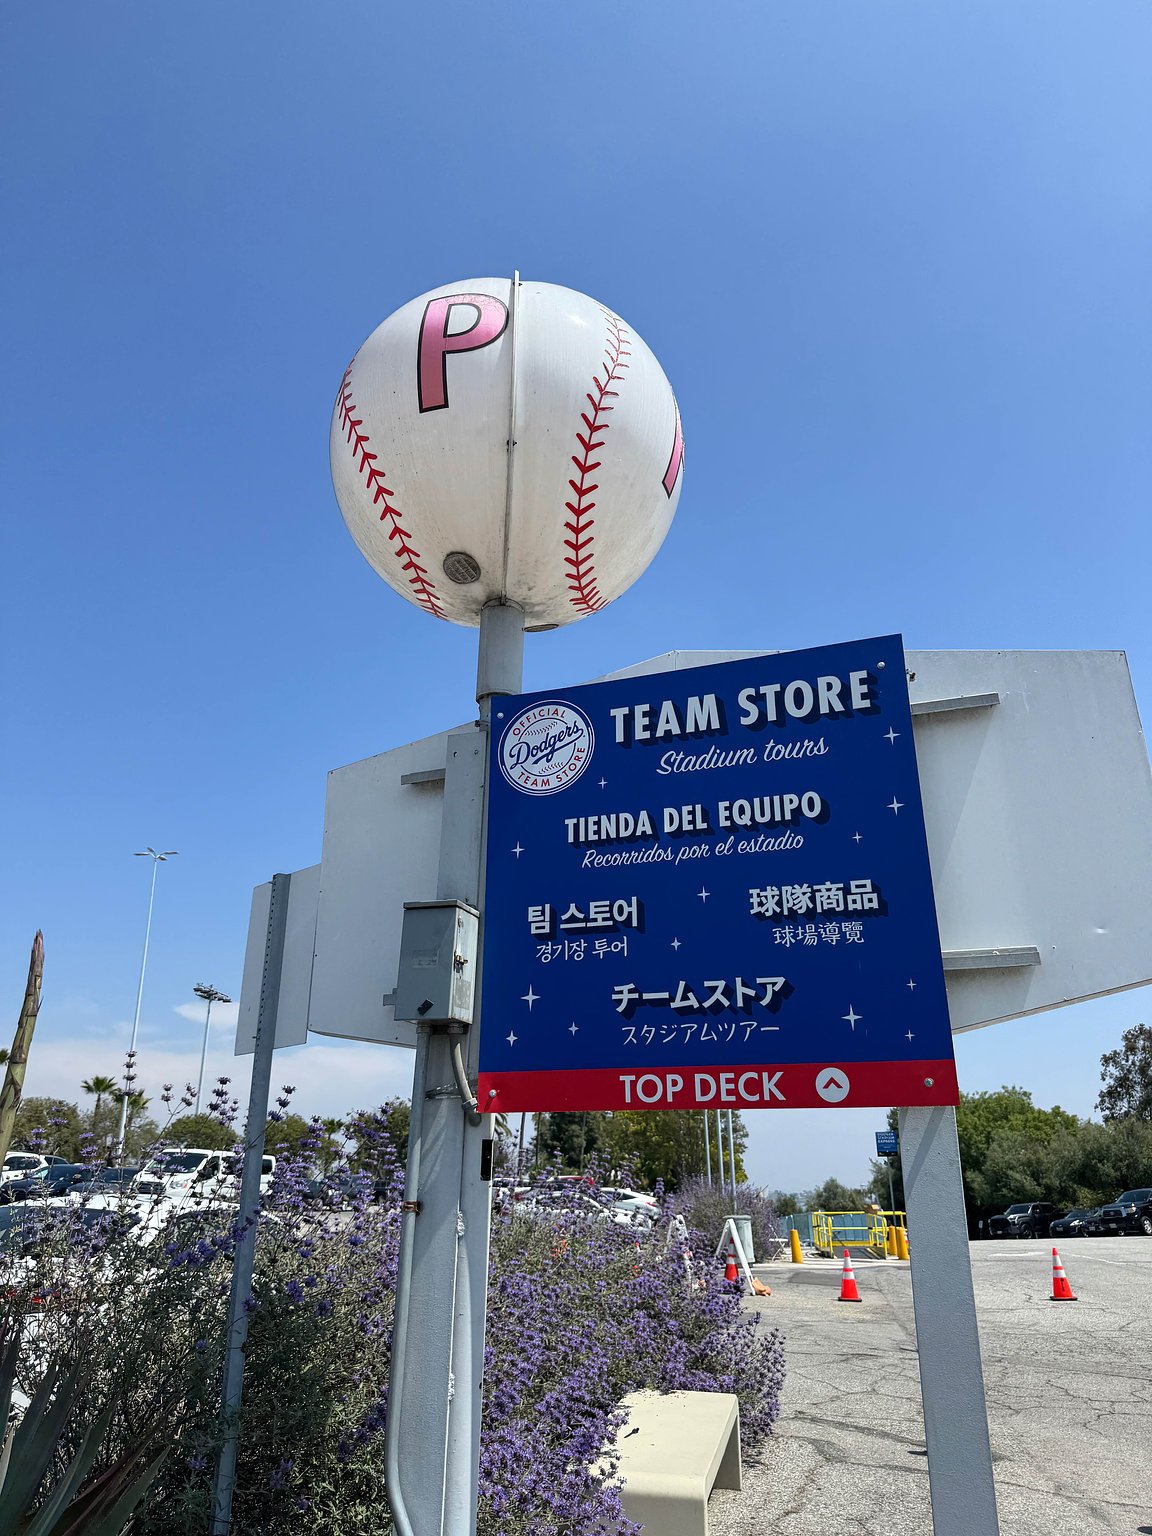 P
OFFICIAL
Dodgers
TEAM STORE
TEAM STORE
Stadium tours
TIENDA DEL EQUIPO
Recorridos por el estadio
팀 스토어
경기장 투어
球隊商品
球場導覽
チームストア
スタジアムツアー
TOP DECK